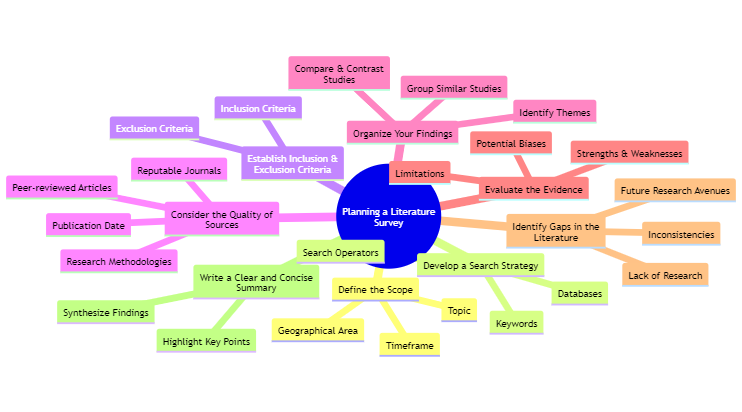 Compare & Contrast
Studies
Group Similar Studies
Inclusion Criteria
Identify Themes
Exclusion Criteria
Organize Your Findings
Potential Biases
Strengths & Weaknesses
Establish Inclusion &
Exclusion Criteria
Reputable Journals
Limitations
Peer-reviewed Articles
Evaluate the Evidence
Future Research Avenues
Consider the Quality of
Sources
Planning a Literature
Survey
Publication Date
Identify Gaps in the
Literature
Inconsistencies
Search Operators
Research Methodologies
Develop a Search Strategy
Write a Clear and Concise
Summary
Lack of Research
Define the Scope
Databases
Synthesize Findings
Topic
Keywords
Geographical Area
Highlight Key Points
Timeframe